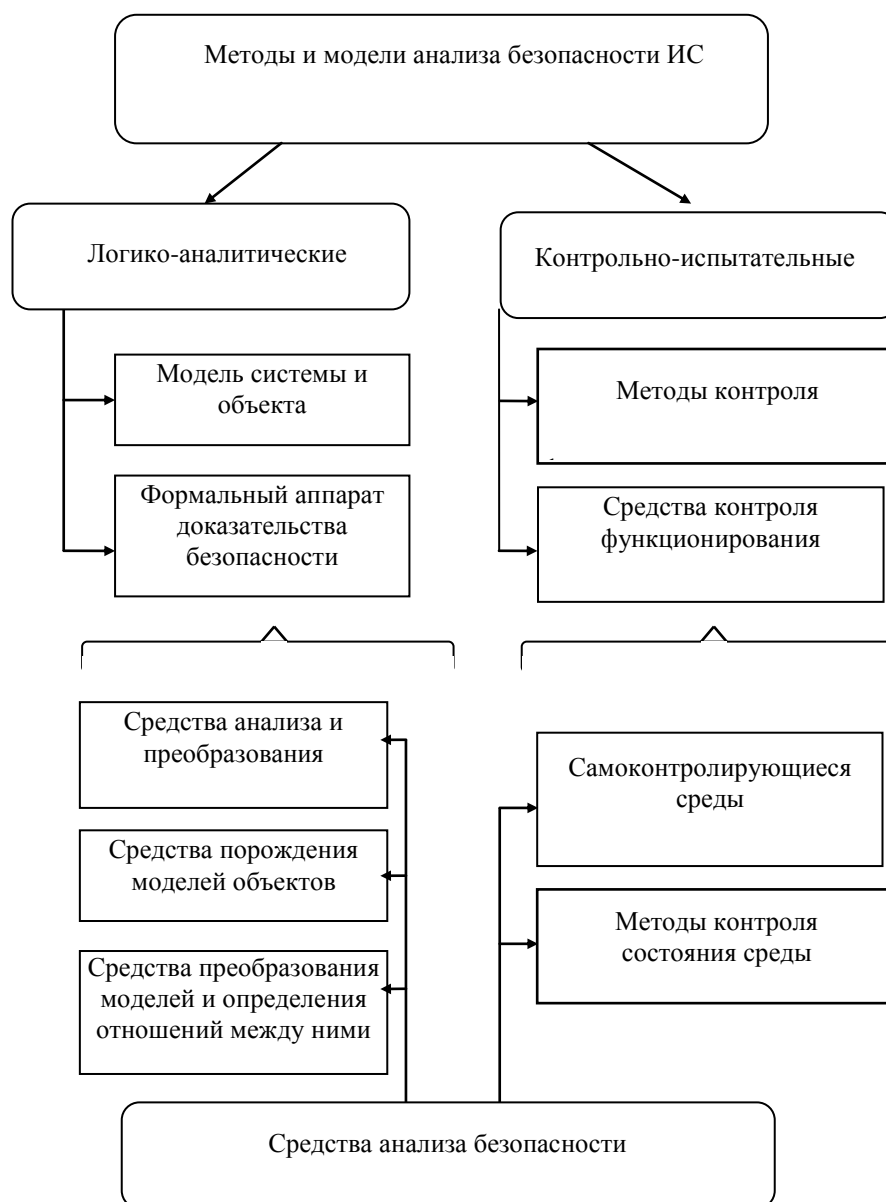 Методы и модели анализа безопасности ИС
Логико-аналитические
Контрольно-испытательные
Модель системы и
объекта
Методы контроля
Формальный аппарат
доказательства
безопасности
Средства контроля
функционирования
Средства анализа и
преобразования
Самоконтролирующиеся
среды
Средства порождения
моделей объектов
Методы контроля
состояния среды
Средства преобразования
моделей и определения
отношений между ними
Средства анализа безопасности